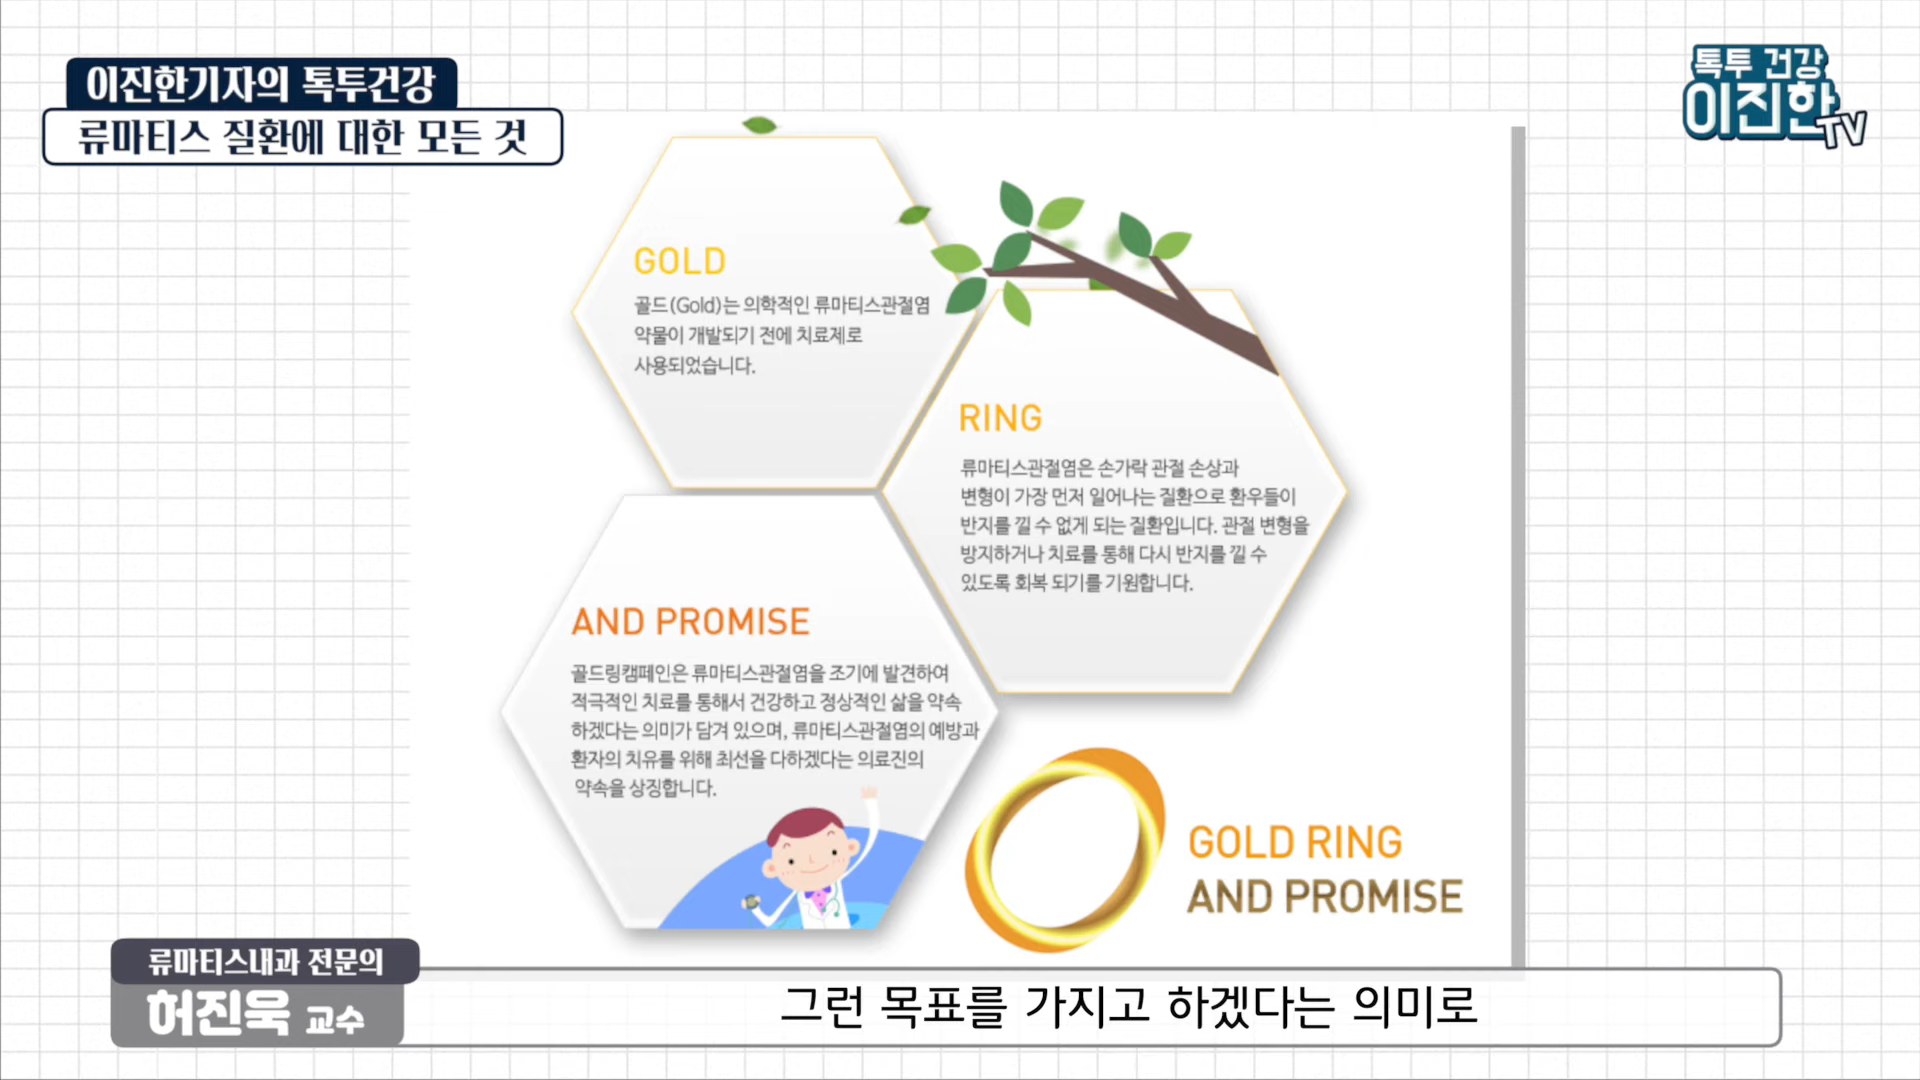 이진한기자의 톡투건강
류마티스 질환에 대한 모든 것
톡투 건강
이진한TV
GOLD
골드(Gold)는 의학적인 류마티스관절염
약물이 개발되기 전에 치료제로
사용되었습니다.
RING
류마티스관절염은 손가락 관절 손상과
변형이 가장 먼저 일어나는 질환으로 환우들이
반지를 낄 수 없게 되는 질환입니다. 관절 변형을
방지하거나 치료를 통해 다시 반지를 낄 수
있도록 회복 되기를 기원합니다.
AND PROMISE
골드링캠페인은 류마티스관절염을 조기에 발견하여
적극적인 치료를 통해서 건강하고 정상적인 삶을 약속
하겠다는 의미가 담겨 있으며, 류마티스관절염의 예방과
환자의 치유를 위해 최선을 다하겠다는 의료진의
약속을 상징합니다.
GOLD RING
AND PROMISE
류마티스내과 전문의
허진욱 교수
그런 목표를 가지고 하겠다는 의미로